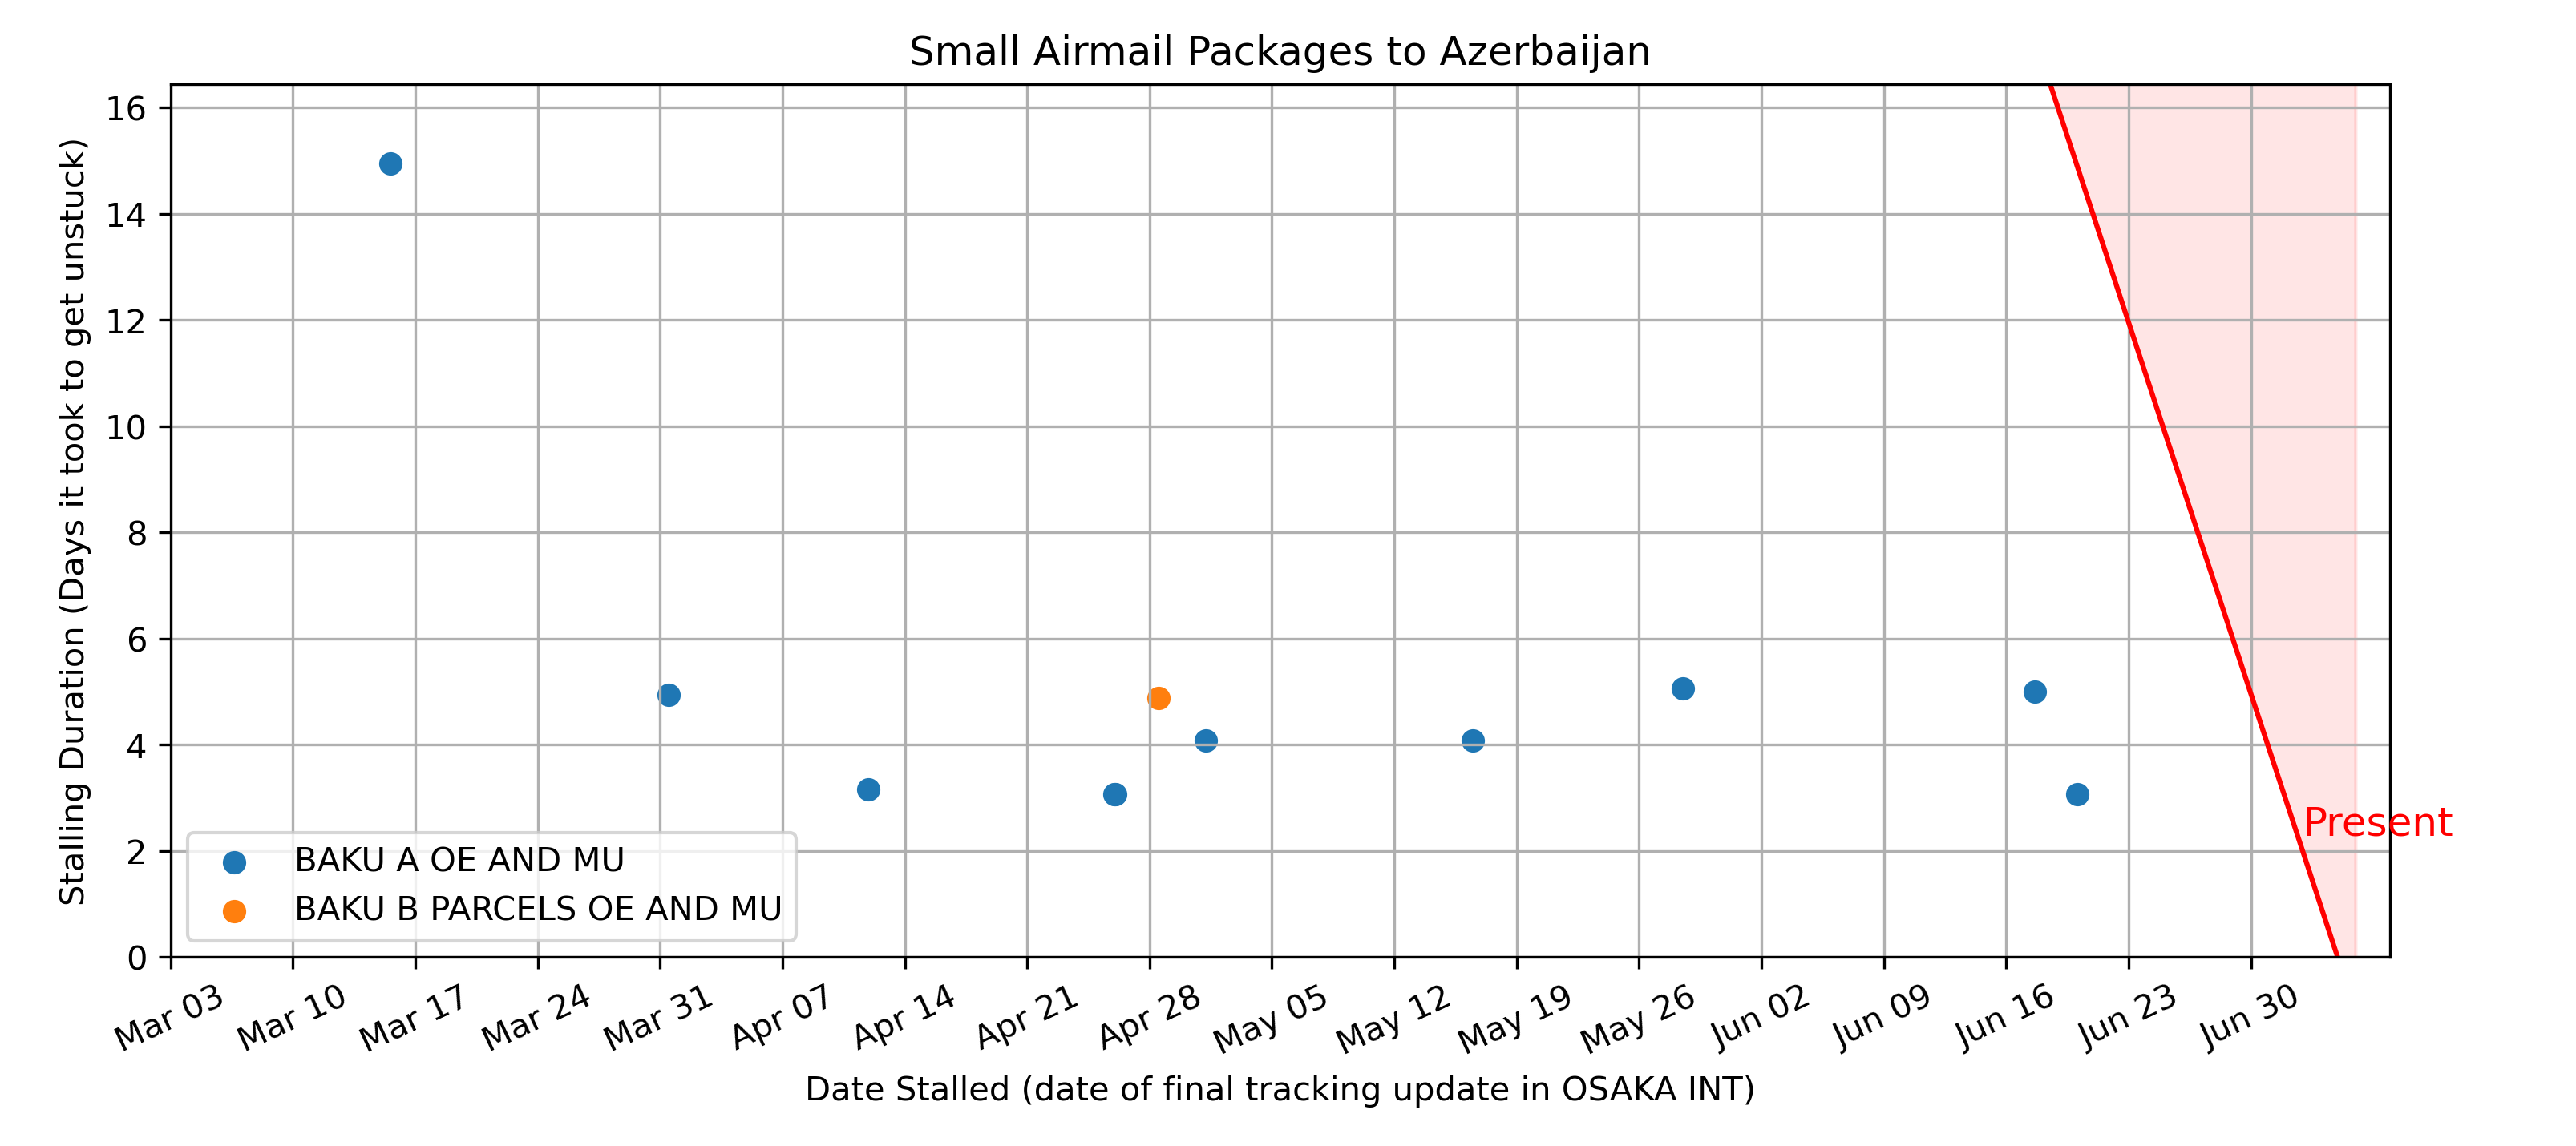 Small Airmail Packages to Azerbaijan
Stalling Duration (Days it took to get unstuck)
16
14
12
10
8
6
4
2
0
Present
BAKU A OE AND MU
BAKU B PARCELS OE AND MU
Mar 03
Mar 10
Mar 17
Mar 24
Mar 31
Apr 07
Apr 14
Apr 21
Apr 28
May 05
May 12
May 19
May 26
Jun 02
Jun 09
Jun 16
Jun 23
Jun 30
Date Stalled (date of final tracking update in OSAKA INT)